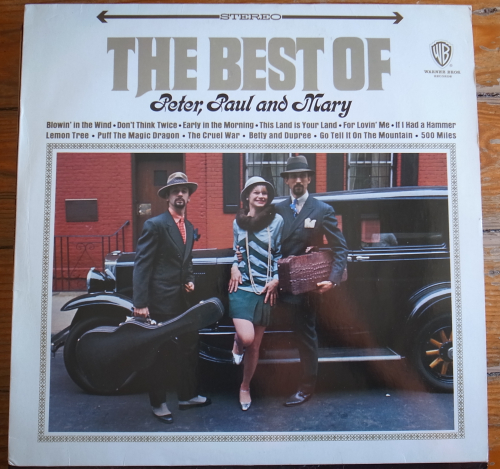 STEREO
THE BEST OF
Peter, Paul and Mary
WB
WARNER BROS
RECORDS
Blowin' in the Wind • Don't Think Twice • Early in the Morning • This Land is Your Land • For Lovin' Me • If I Had a Hammer
Lemon Tree • Puff The Magic Dragon • The Cruel War • Betty and Dupree • Go Tell It On The Mountain • 500 Miles